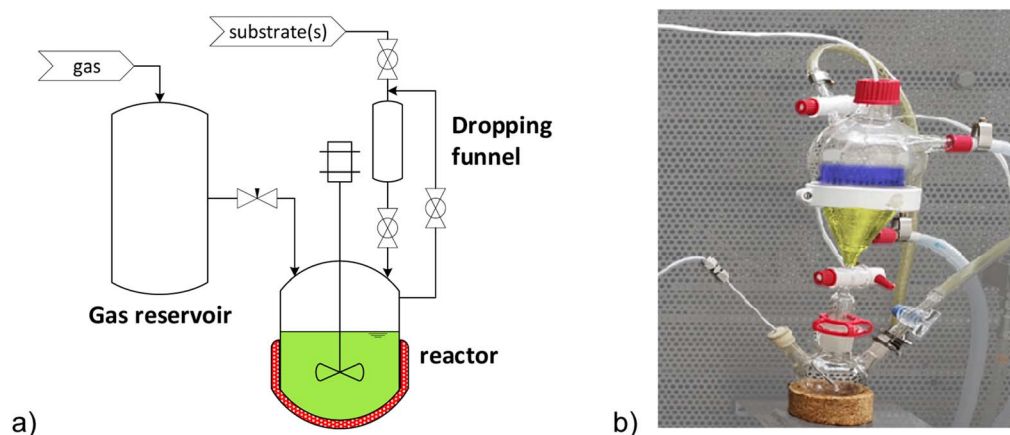 substrate(s)
gas
Dropping
funnel
Gas reservoir
reactor
a)
b)